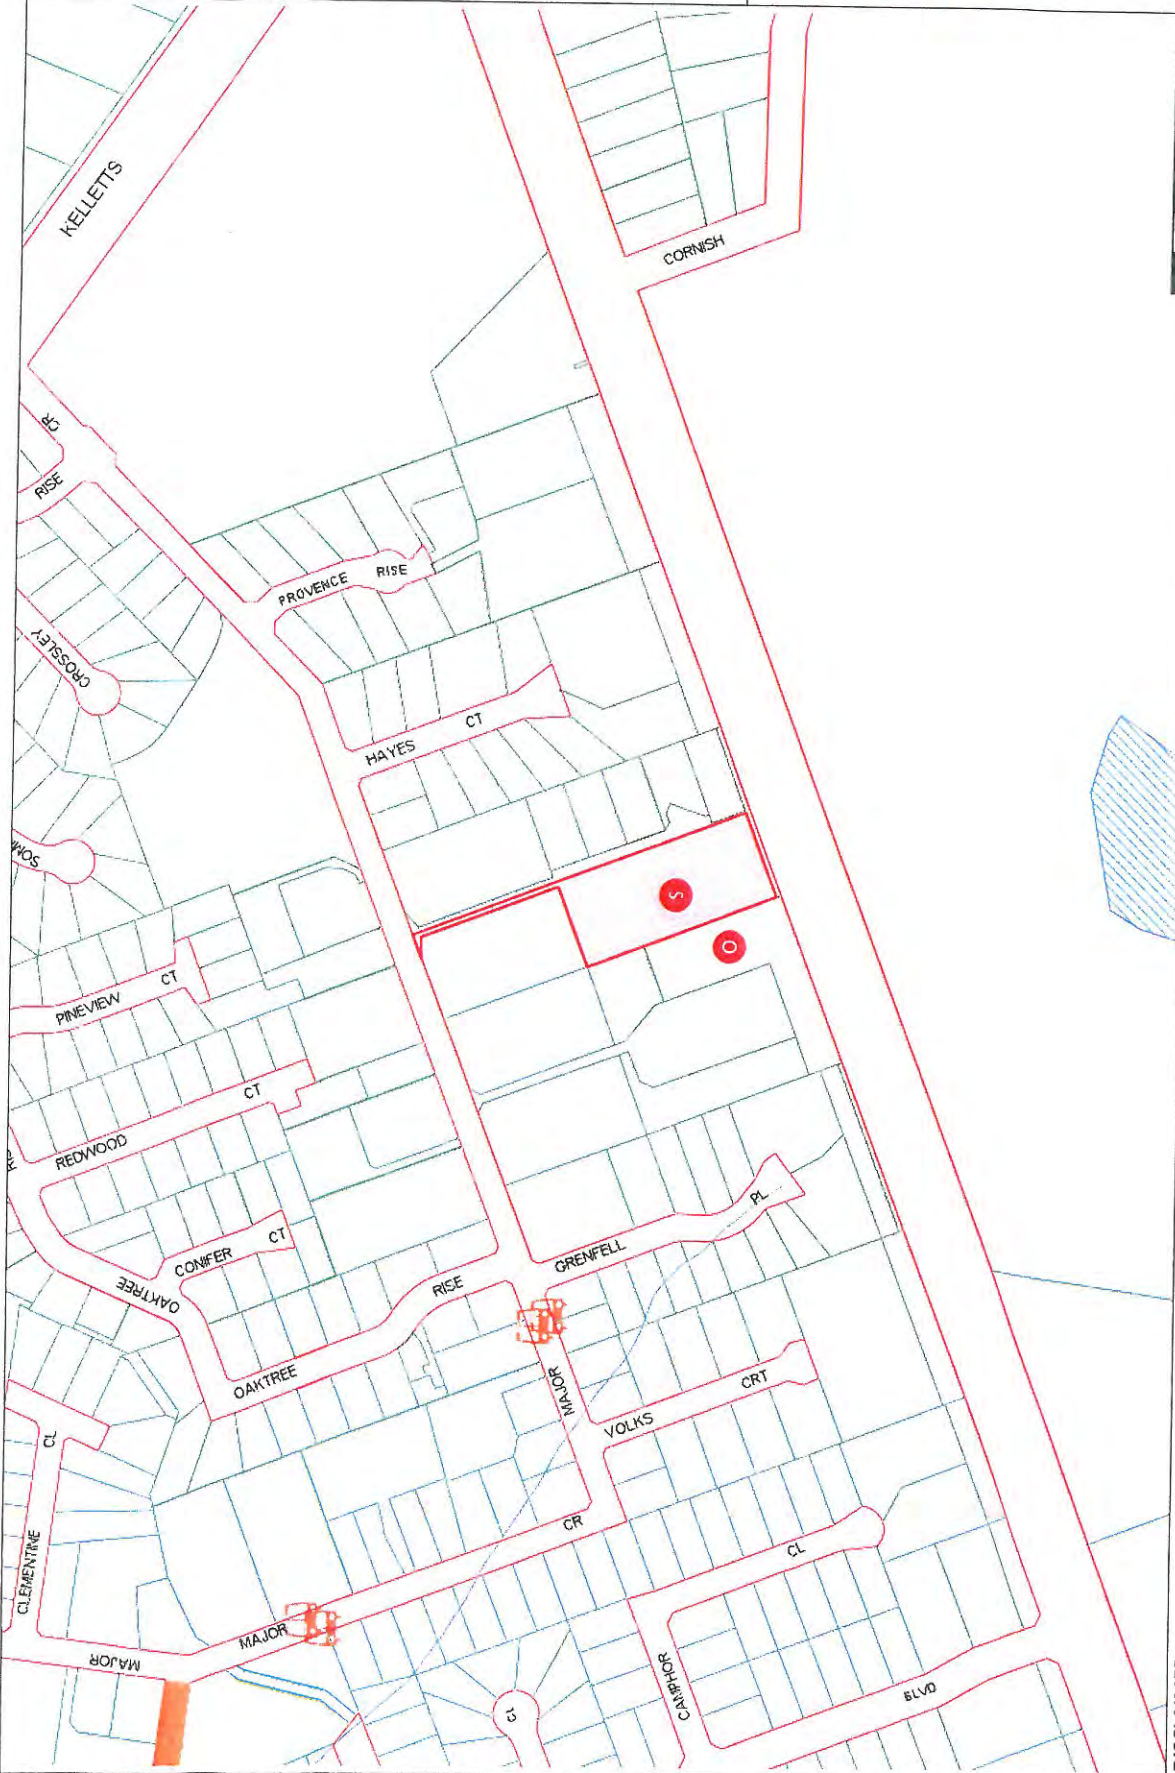 KELLETTS
CORNISH
CR
RISE
PROVENCE RISE
CROSSLEY
HAYES CT
S
O
PINEVIEW CT
REDWOOD CT
CONIFER CT
OAKTREE
GRENFELL PL
RISE
OAKTREE
MAJOR
VOLKS CRT
CL
CR
CL
CLEMENTINE
MAJOR
MAJOR
CAMPHOR
BLVD
CL